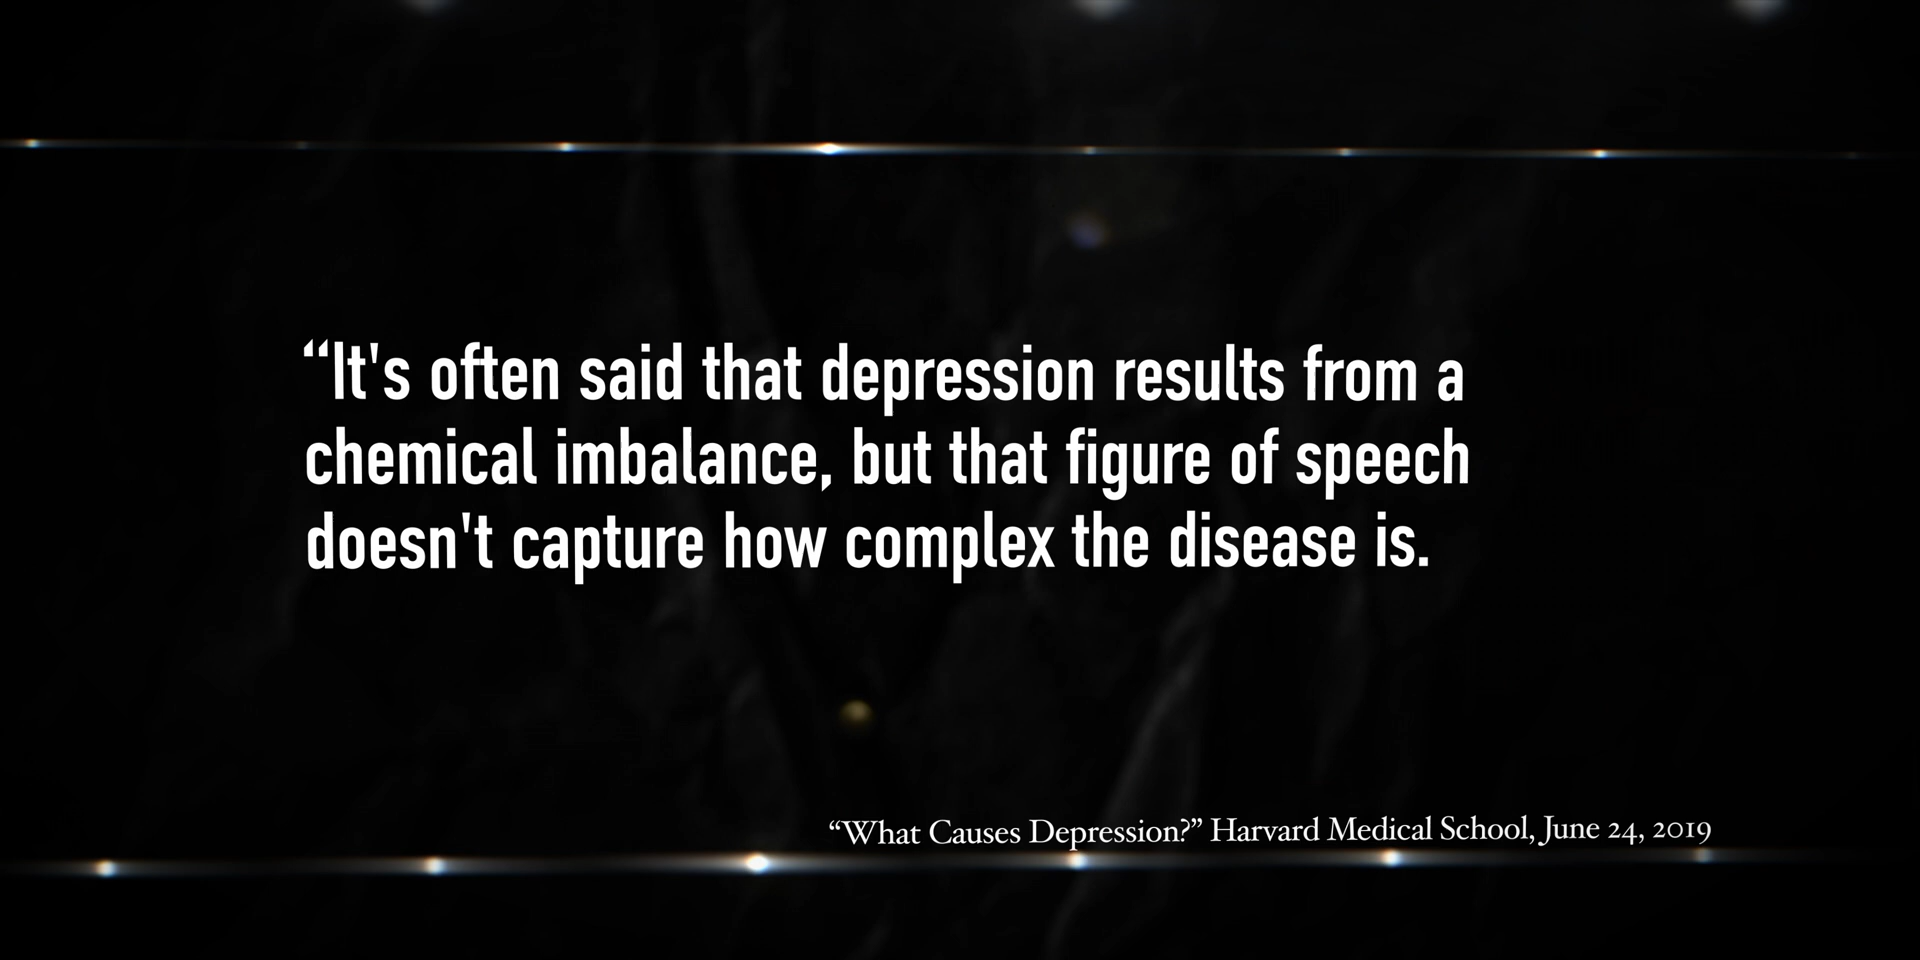 “It's often said that depression results from a
chemical imbalance, but that figure of speech
doesn't capture how complex the disease is.
“What Causes Depression?” Harvard Medical School, June 24, 2019